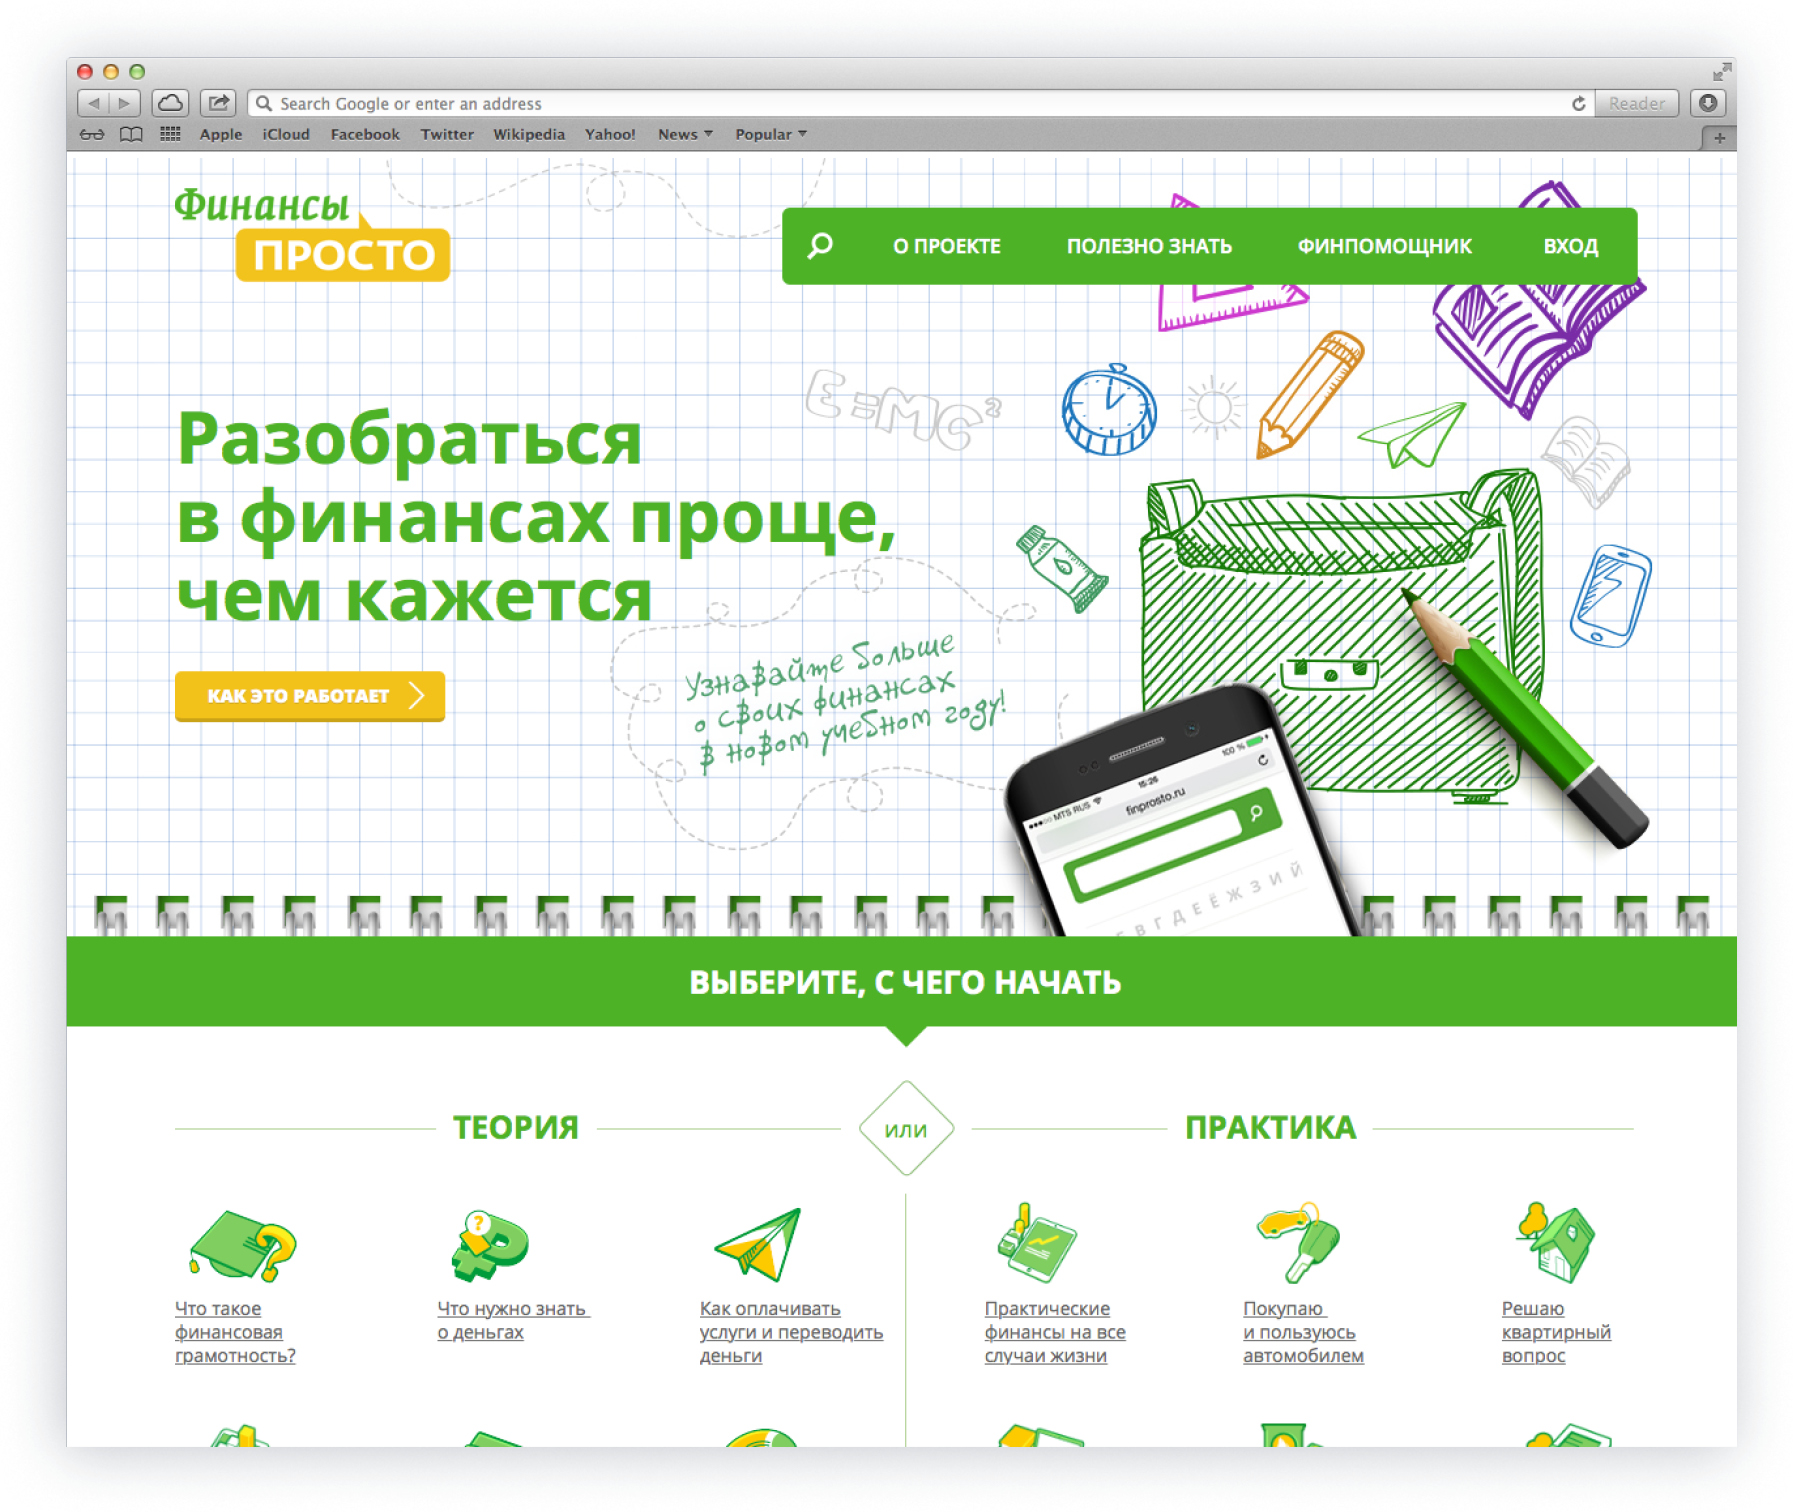 Search Google or enter an address
Reader
Apple iCloud Facebook Twitter Wikipedia Yahoo! News Popular
Финансы
ПРОСТО
О ПРОЕКТЕ ПОЛЕЗНО ЗНАТЬ ФИНПОМОЩНИК ВХОД
E=MC²
Разобраться
в финансах проще,
чем кажется
КАК ЭТО РАБОТАЕТ
Узнавайте больше
о своих финансах
в новом учебном году!
MTS RUS 15:26 100 %
finprosto.ru
В Г Д Е Ё Ж З И Й
ВЫБЕРИТЕ, С ЧЕГО НАЧАТЬ
ТЕОРИЯ
или
ПРАКТИКА
Что такое
финансовая
грамотность?
Что нужно знать
о деньгах
Как оплачивать
услуги и переводить
деньги
Практические
финансы на все
случаи жизни
Покупаю
и пользуюсь
автомобилем
Решаю
квартирный
вопрос